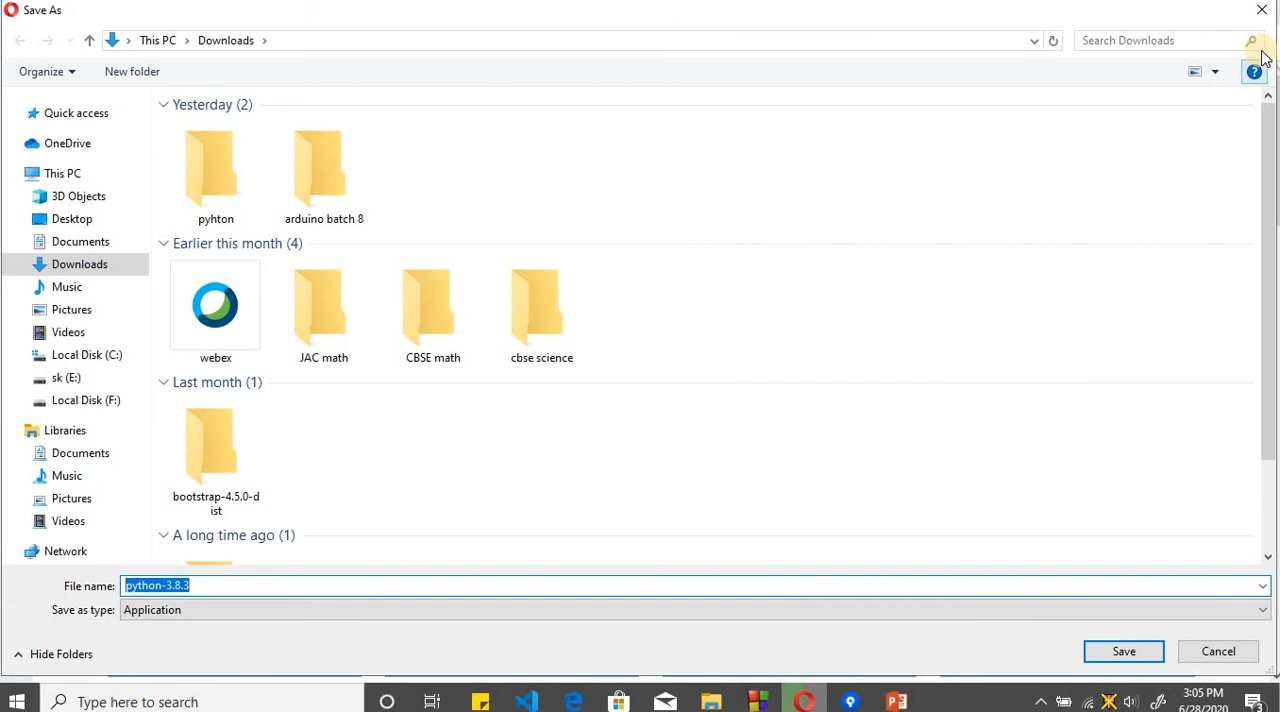 Save As
This PC
Downloads
Search Downloads
Organize
New folder
Quick access
OneDrive
This PC
3D Objects
Desktop
Documents
Downloads
Music
Pictures
Videos
Local Disk (C:)
sk (E:)
Local Disk (F:)
Libraries
Documents
Music
Pictures
Videos
Network
Yesterday (2)
pyhton
arduino batch 8
Earlier this month (4)
webex
JAC math
CBSE math
cbse science
Last month (1)
bootstrap-4.5.0-d
ist
A long time ago (1)
File name: python-3.8.3
Save as type: Application
Hide Folders
Save
Cancel
Type here to search
3:05 PM
6/28/2020
3